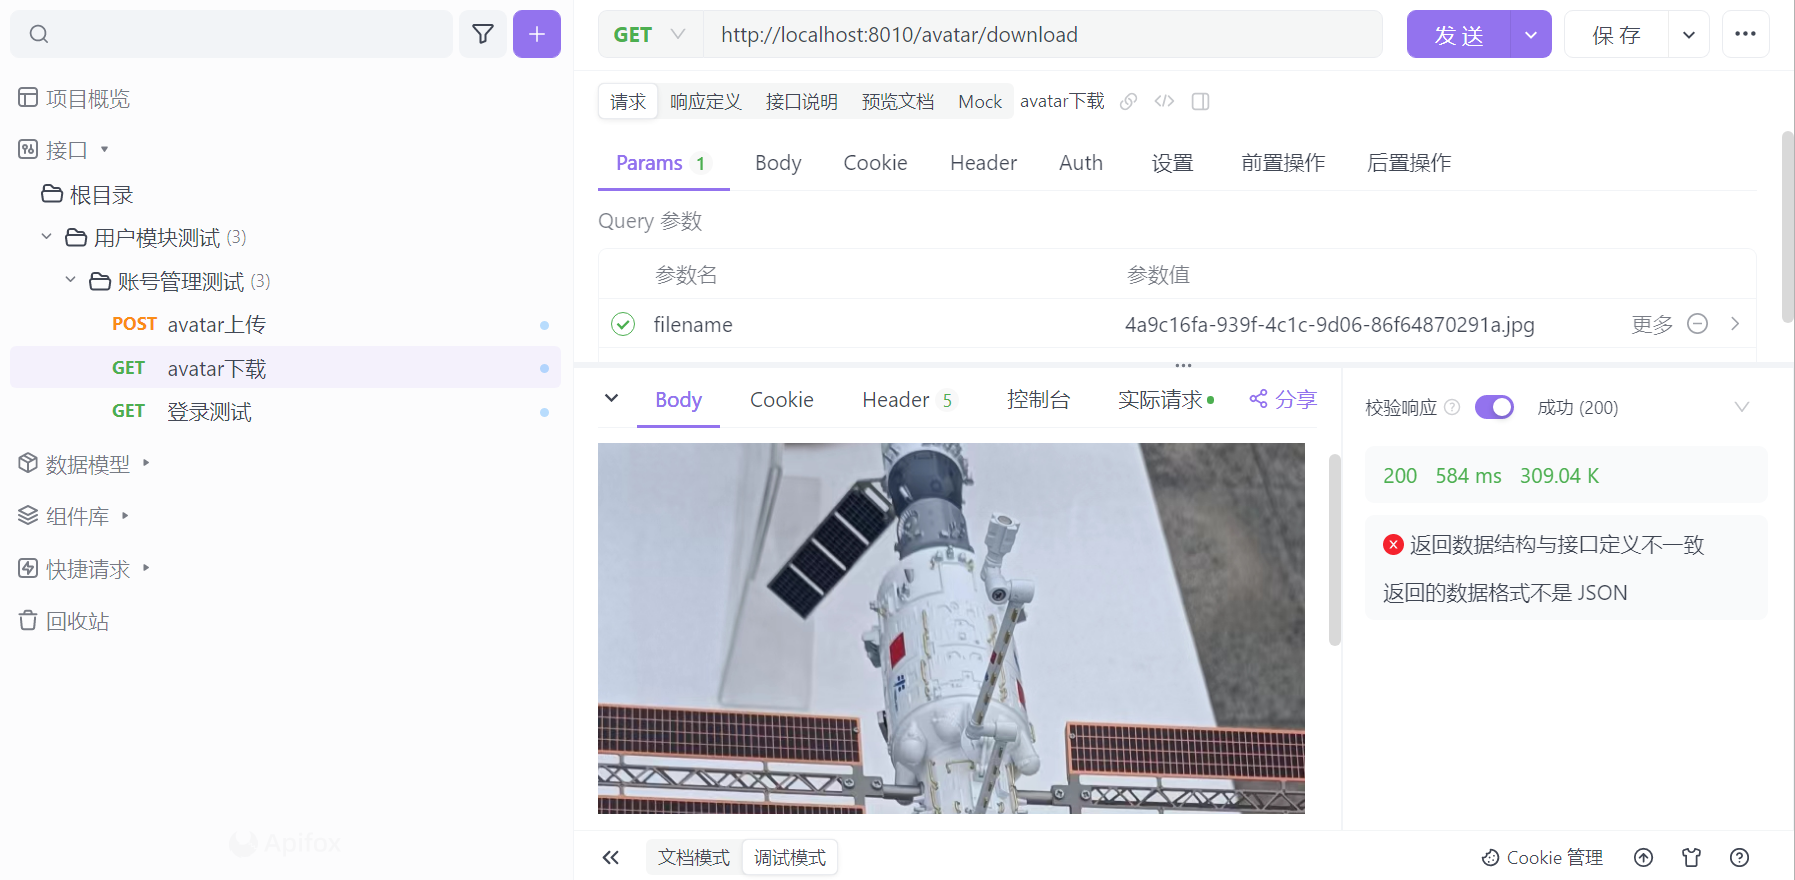 项目概览
接口
根目录
用户模块测试 (3)
账号管理测试 (3)
POST avatar上传
GET avatar下载
GET 登录测试
数据模型
组件库
快捷请求
回收站
Apifox
GET http://localhost:8010/avatar/download 发 送 保 存
请求 响应定义 接口说明 预览文档 Mock avatar下载
Params 1 Body Cookie Header Auth 设置 前置操作 后置操作
Query 参数
参数名 参数值
filename 4a9c16fa-939f-4c1c-9d06-86f64870291a.jpg 更多
Body Cookie Header 5 控制台 实际请求 分享
校验响应 成功 (200)
200 584 ms 309.04 K
返回数据结构与接口定义不一致
返回的数据格式不是 JSON
文档模式 调试模式 Cookie 管理